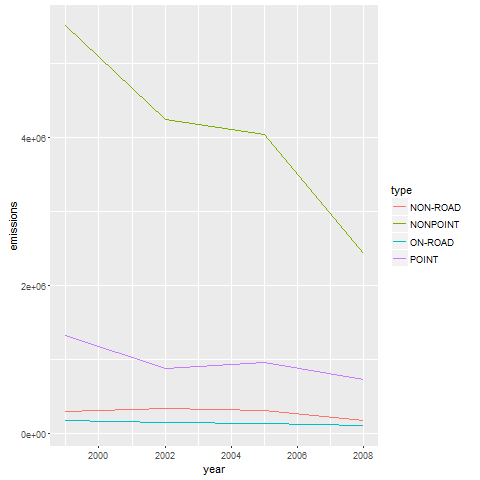 emissions
4e+06
2e+06
0e+00
2000 2002 2004 2006 2008
year
type
NON-ROAD
NONPOINT
ON-ROAD
POINT